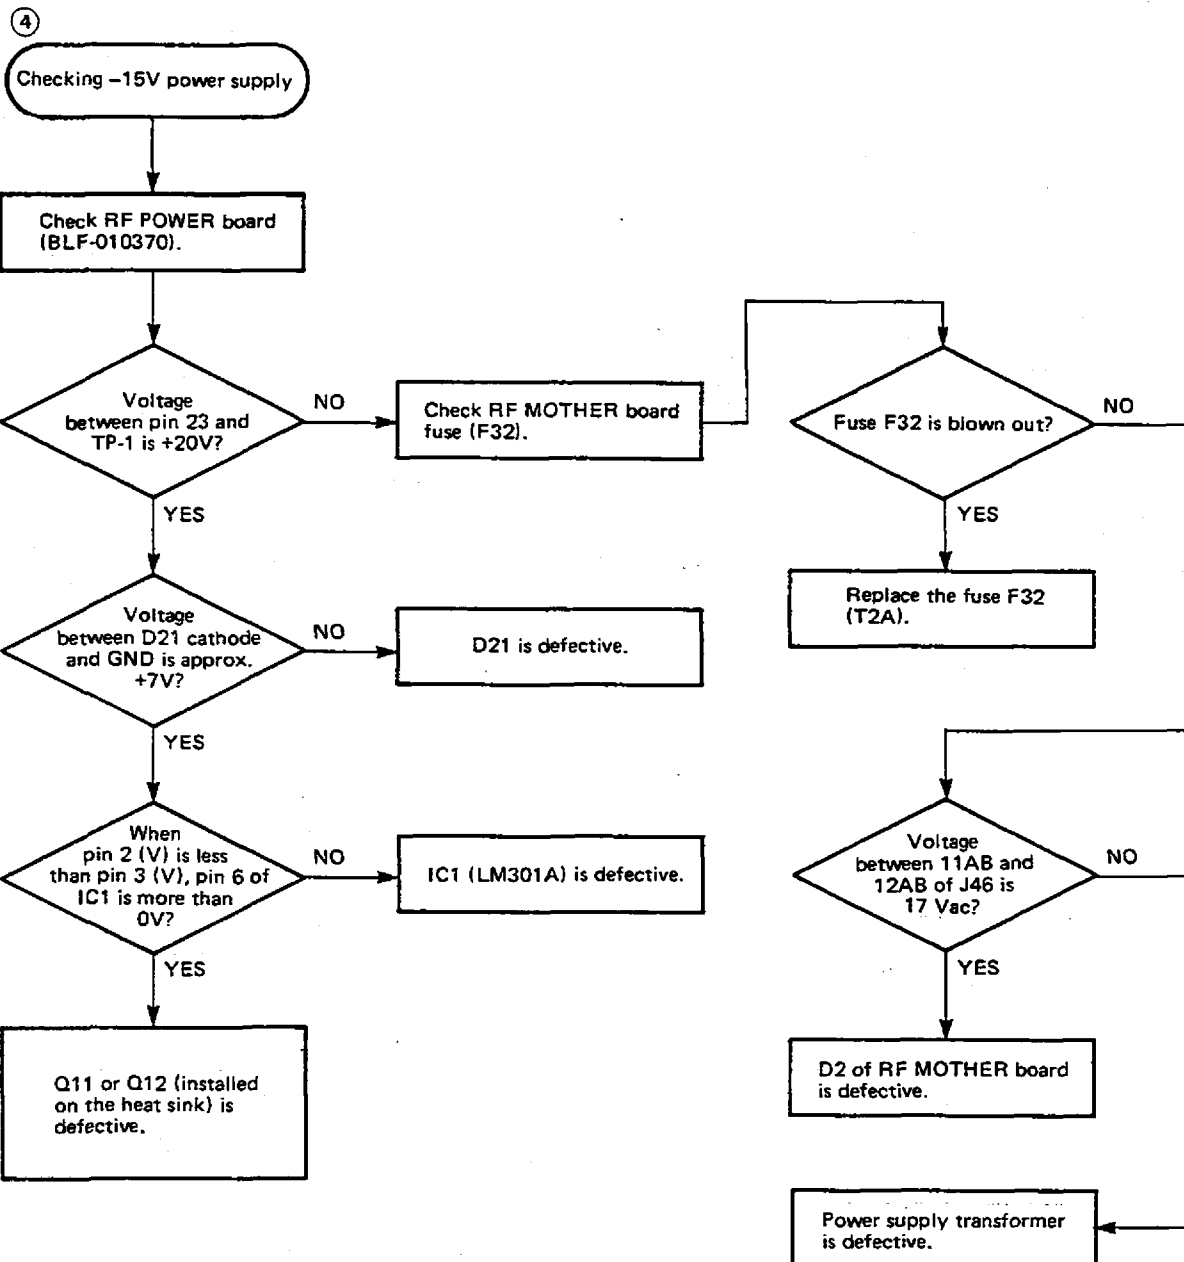 4
Checking –15V power supply
Check RF POWER board
(BLF-010370).
Voltage
between pin 23 and
TP-1 is +20V?
NO
YES
Check RF MOTHER board
fuse (F32).
Fuse F32 is blown out?
NO
YES
Replace the fuse F32
(T2A).
Voltage
between D21 cathode
and GND is approx.
+7V?
NO
YES
D21 is defective.
When
pin 2 (V) is less
than pin 3 (V), pin 6 of
IC1 is more than
0V?
NO
YES
IC1 (LM301A) is defective.
Voltage
between 11AB and
12AB of J46 is
17 Vac?
NO
YES
Q11 or Q12 (installed
on the heat sink) is
defective.
D2 of RF MOTHER board
is defective.
Power supply transformer
is defective.